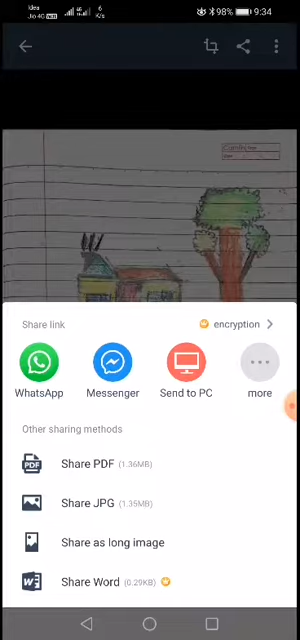 Idea
Jio 4G
4G
6
K/s
98%
9:34
Share link
encryption
WhatsApp
Messenger
Send to PC
more
Other sharing methods
PDF
Share PDF (1.36MB)
Share JPG (1.35MB)
Share as long image
W
Share Word (0.29KB)